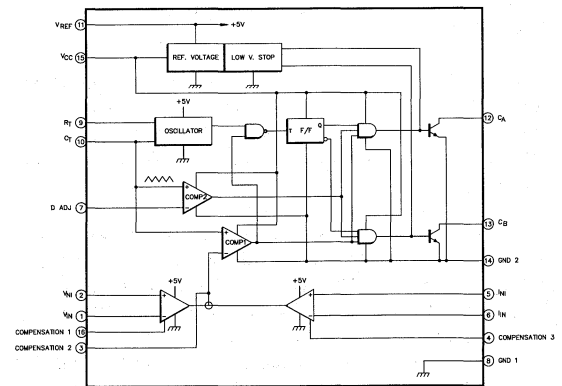 VREF 11
+5V
VCC 15
REF. VOLTAGE
LOW V. STOP
+5V
RT 9
CT 10
OSCILLATOR
T F/F Q
12 CA
+
COMP2
-
D ADJ 7
+
COMP1
-
13 CB
14 GND 2
VNI 2
+
+5V
+5V
+
5 INI
VIN 1
-
-
6 IIN
COMPENSATION 1 16
COMPENSATION 2 3
4 COMPENSATION 3
8 GND 1